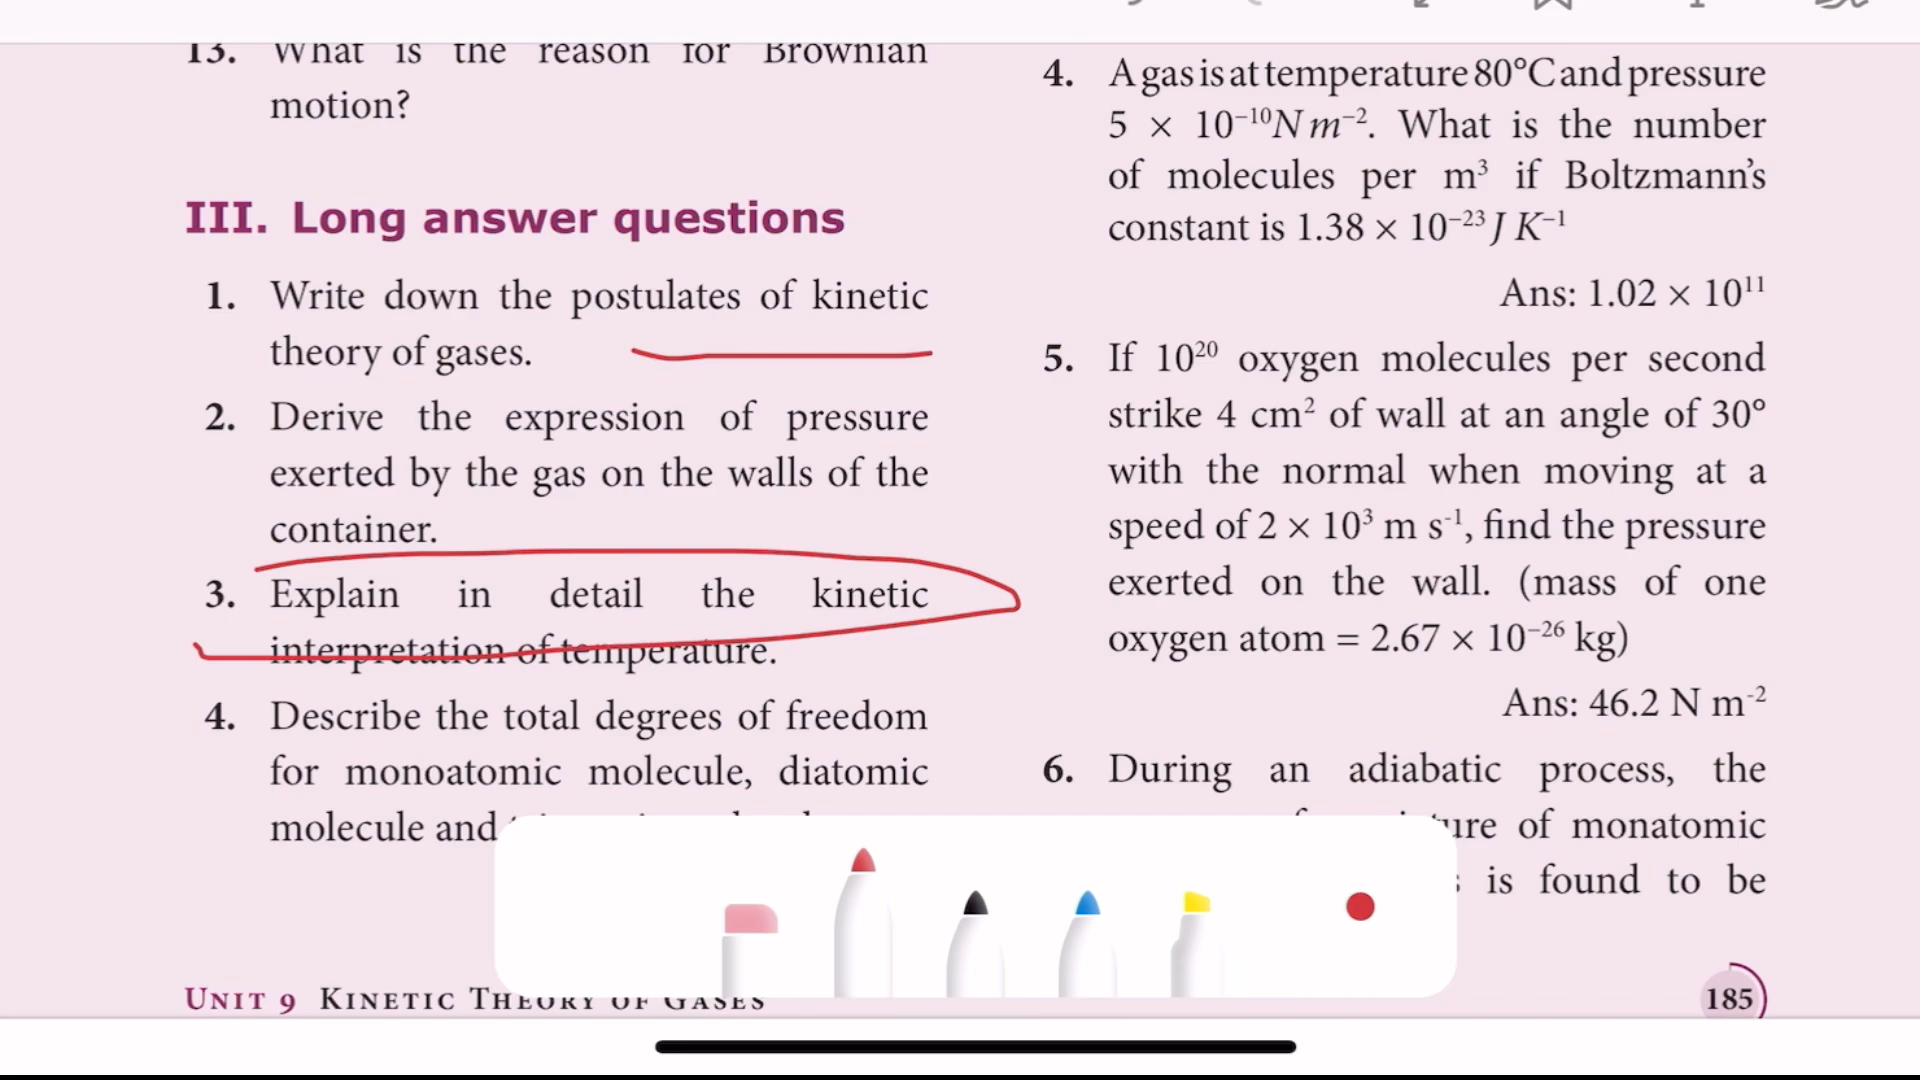 13. What is the reason for Brownian
motion?
III. Long answer questions
1. Write down the postulates of kinetic
theory of gases.
2. Derive the expression of pressure
exerted by the gas on the walls of the
container.
3. Explain in detail the kinetic
interpretation of temperature.
4. Describe the total degrees of freedom
for monoatomic molecule, diatomic
molecule and
UNIT 9 KINETIC THEORY OF GASES
4. A gas is at temperature 80°C and pressure
5 × 10⁻¹⁰ N m⁻². What is the number
of molecules per m³ if Boltzmann's
constant is 1.38 × 10⁻²³ J K⁻¹
Ans: 1.02 × 10¹¹
5. If 10²⁰ oxygen molecules per second
strike 4 cm² of wall at an angle of 30°
with the normal when moving at a
speed of 2 × 10³ m s⁻¹, find the pressure
exerted on the wall. (mass of one
oxygen atom = 2.67 × 10⁻²⁶ kg)
Ans: 46.2 N m⁻²
6. During an adiabatic process, the
of monatomic
is found to be
185